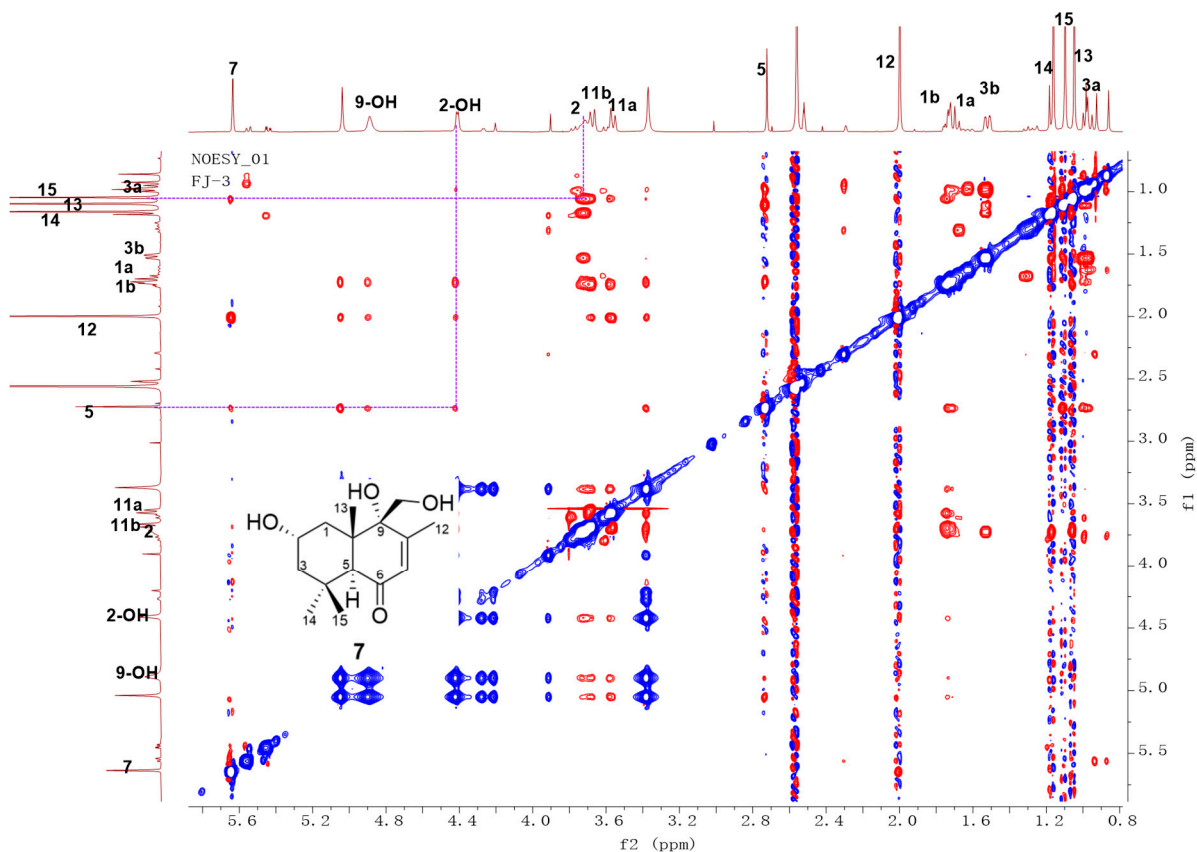 7
9-OH
2-OH
2
11b
11a
5
12
1b
1a
3b
14
15
13
3a
NOESY_01
FJ-3
15
3a
13
14
3b
1a
1b
12
5
11a
11b
2
2-OH
9-OH
7
HO
OH
HO
13
9
1
12
3
5
6
H
O
14
15
7
1.0
1.5
2.0
2.5
3.0
3.5
4.0
4.5
5.0
5.5
f1 (ppm)
5.6 5.2 4.8 4.4 4.0 3.6 3.2 2.8 2.4 2.0 1.6 1.2 0.8
f2 (ppm)